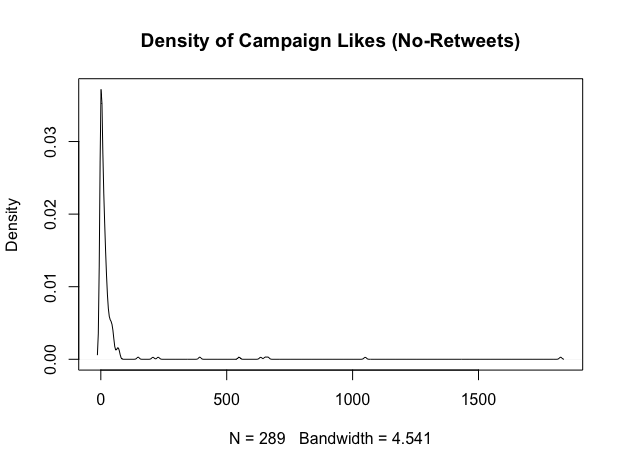 Density of Campaign Likes (No-Retweets)
Density
0.03
0.02
0.01
0.00
0 500 1000 1500
N = 289 Bandwidth = 4.541